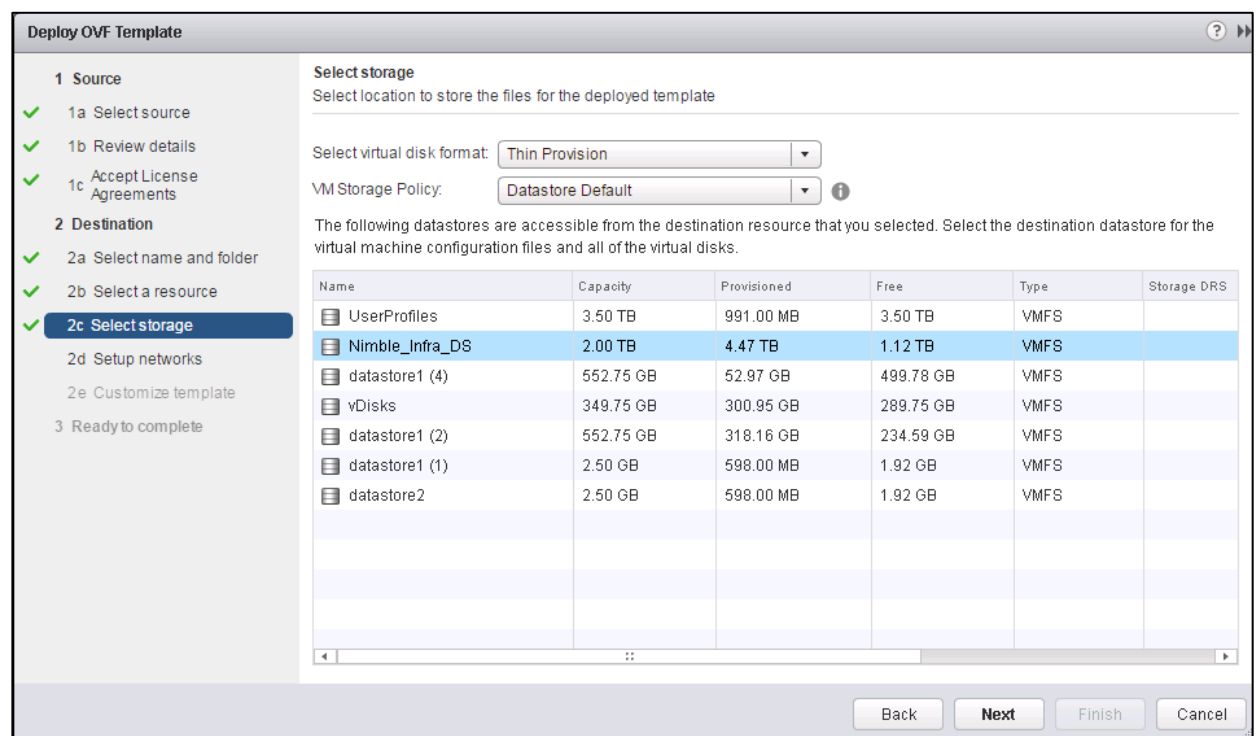 Deploy OVF Template
?
1 Source
1a Select source
1b Review details
1c Accept License
Agreements
2 Destination
2a Select name and folder
2b Select a resource
2c Select storage
2d Setup networks
2e Customize template
3 Ready to complete
Select storage
Select location to store the files for the deployed template
Select virtual disk format: Thin Provision
VM Storage Policy: Datastore Default
The following datastores are accessible from the destination resource that you selected. Select the destination datastore for the
virtual machine configuration files and all of the virtual disks.
Name Capacity Provisioned Free Type Storage DRS
UserProfiles 3.50 TB 991.00 MB 3.50 TB VMFS
Nimble_Infra_DS 2.00 TB 4.47 TB 1.12 TB VMFS
datastore1 (4) 552.75 GB 52.97 GB 499.78 GB VMFS
vDisks 349.75 GB 300.95 GB 289.75 GB VMFS
datastore1 (2) 552.75 GB 318.16 GB 234.59 GB VMFS
datastore1 (1) 2.50 GB 598.00 MB 1.92 GB VMFS
datastore2 2.50 GB 598.00 MB 1.92 GB VMFS
Back Next Finish Cancel